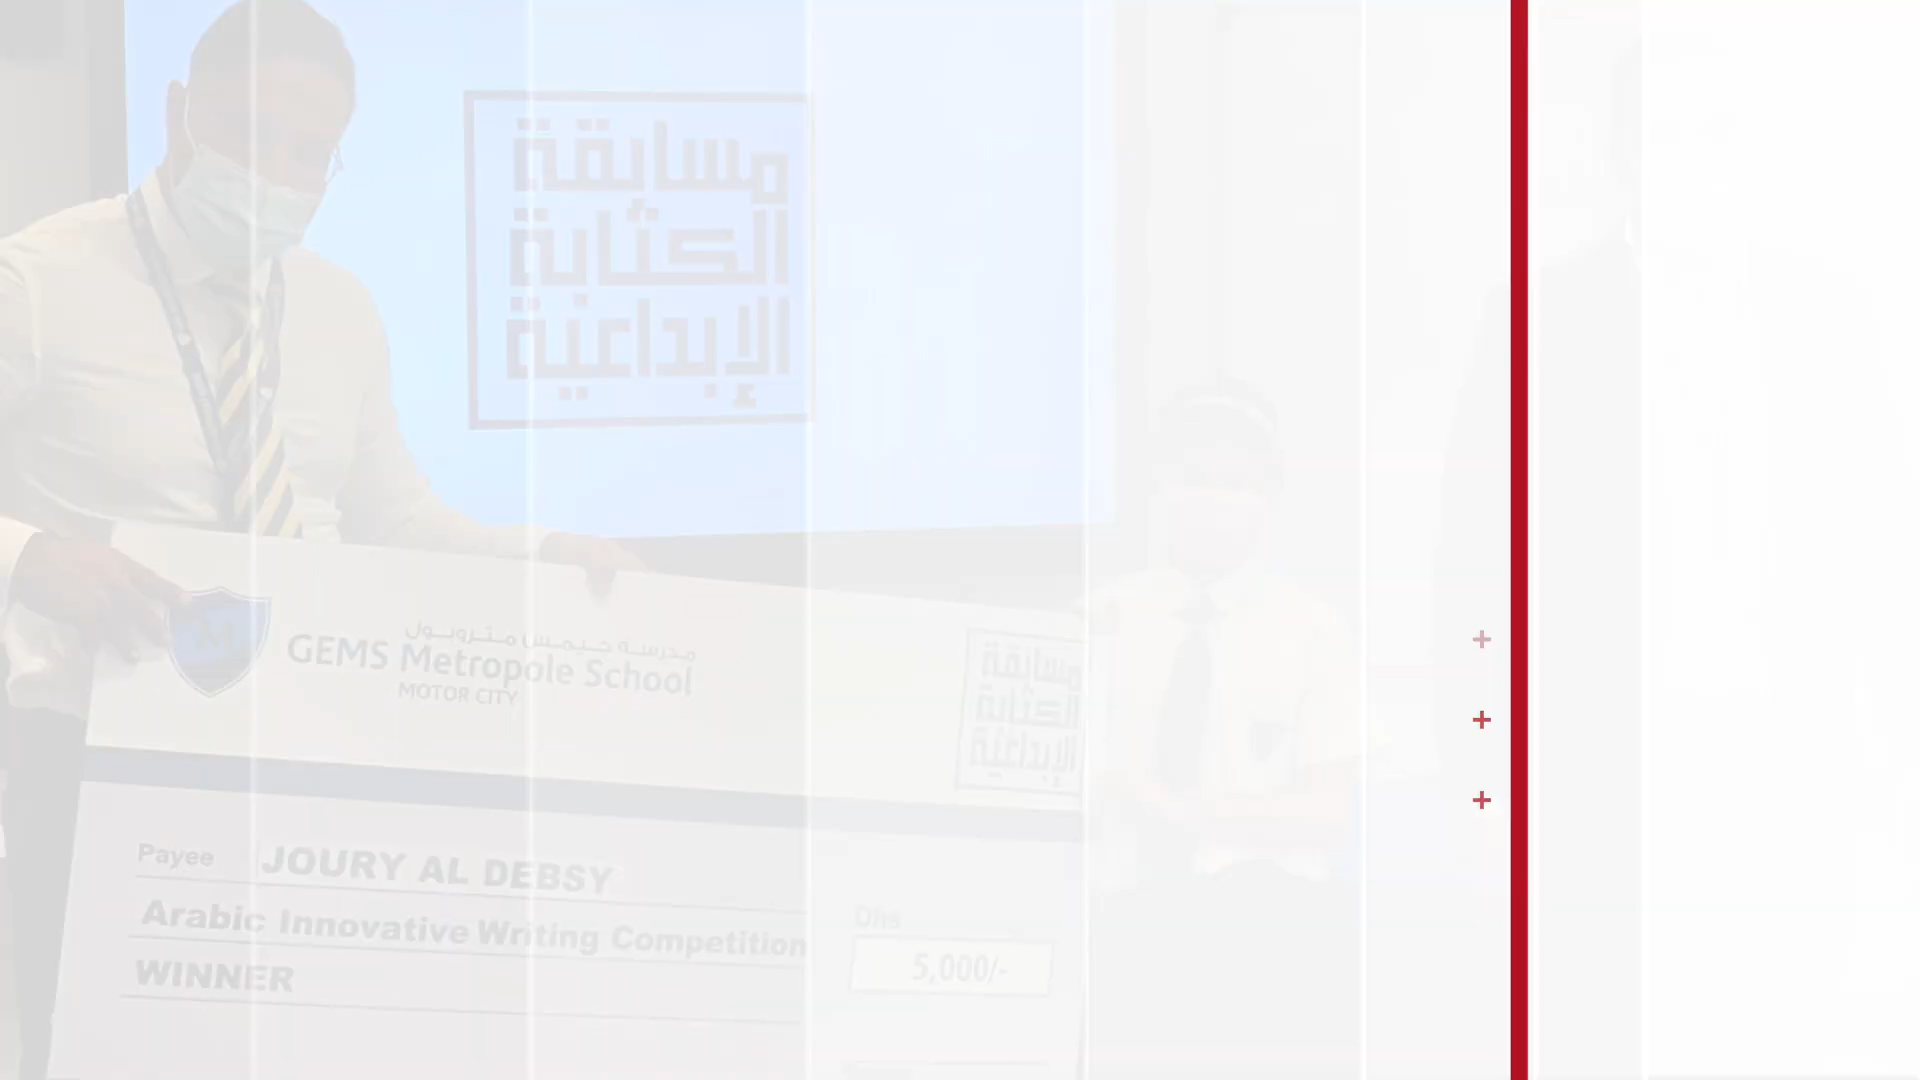 مسابقة
الكتابة
الإبداعية
مدرسة جيمس متروبول
GEMS Metropole School
MOTOR CITY
مسابقة
الكتابة
الإبداعية
Payee JOURY AL DEBSY
Arabic Innovative Writing Competition
WINNER
Dhs
5,000/-